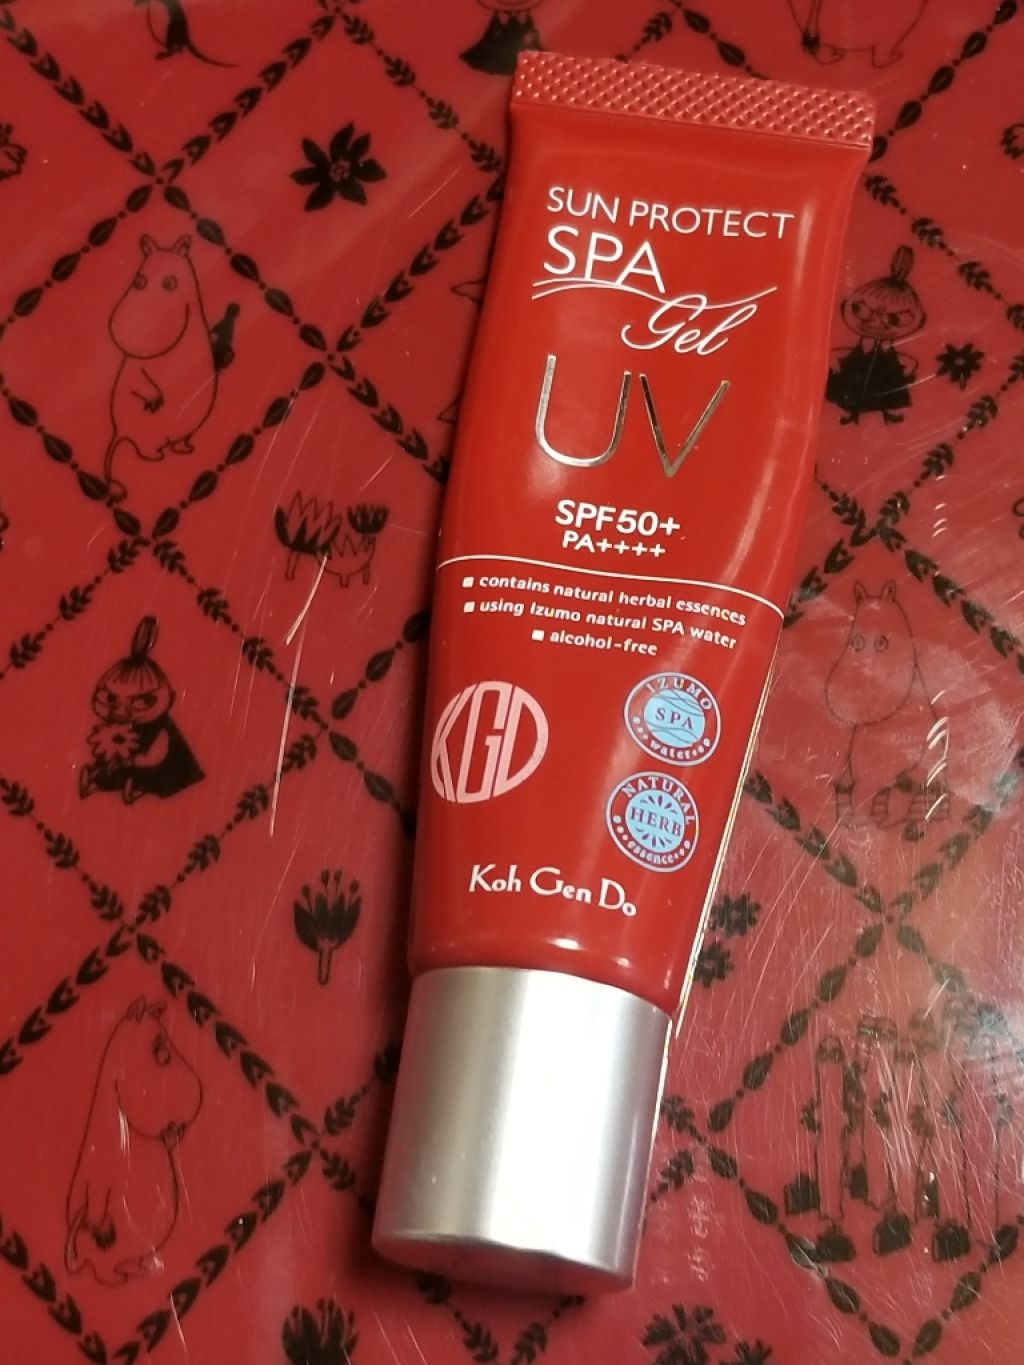 SUN PROTECT
SPA
Gel
UV
SPF50+
PA++++
■ contains natural herbal essences
■ using Izumo natural SPA water
■ alcohol-free
KGD
IZUMO
SPA
water
NATURAL
HERB
essence
Koh Gen Do